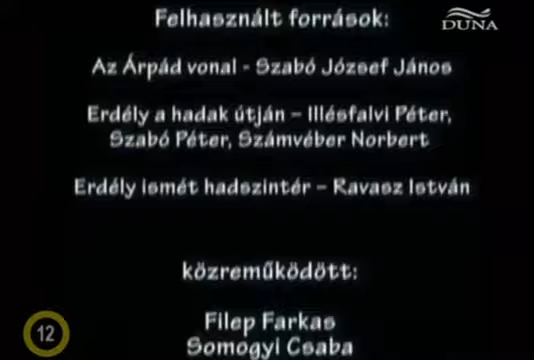 Felhasznált források:
DUNA
Az Árpád vonal - Szabó József János
Erdély a hadak útján – Illésfalvi Péter,
Szabó Péter, Számvéber Norbert
Erdély ismét hadszintér – Ravasz István
közreműködött:
Filep Farkas
Somogyi Csaba
12